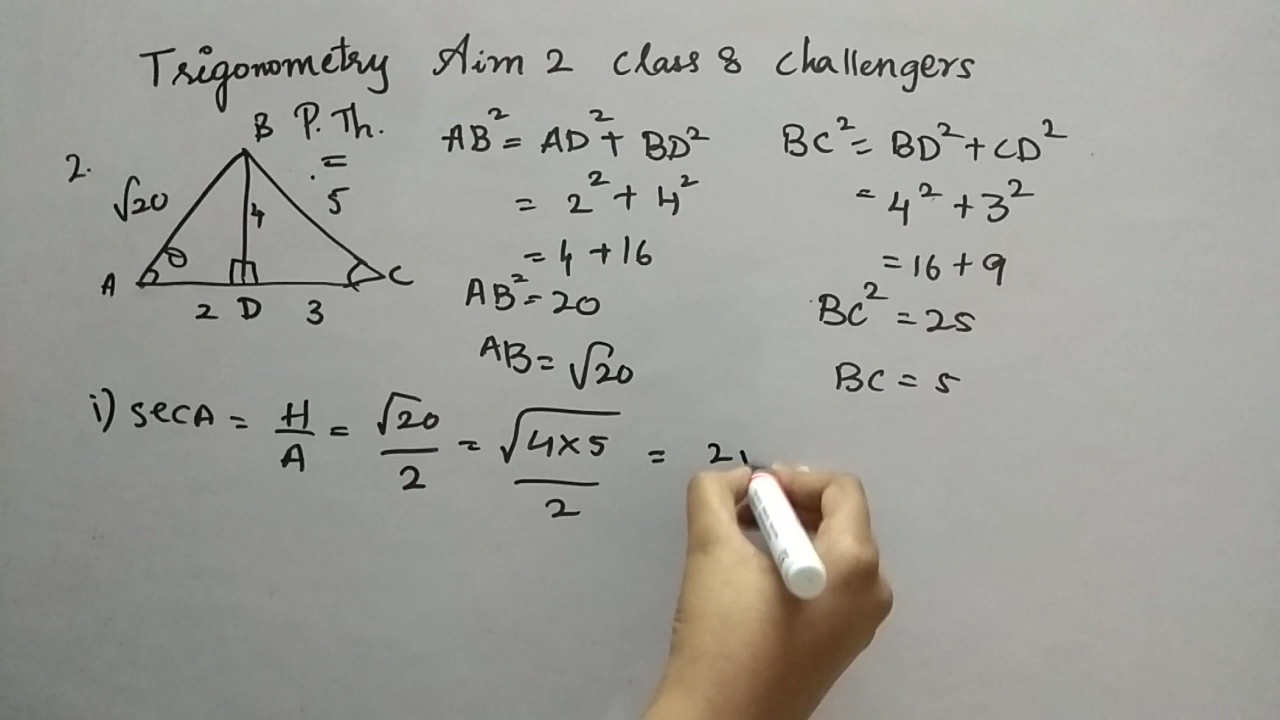 Trigonometry Aim 2 class 8 challengers
2.
B P. Th.
=
√20
4
5
θ
A
C
2 D 3
AB² = AD² + BD²
= 2² + 4²
= 4 + 16
AB² = 20
AB = √20
BC² = BD² + CD²
= 4² + 3²
= 16 + 9
BC² = 25
BC = 5
i) secA = H/A = √20/2 = √4×5/2 = 2